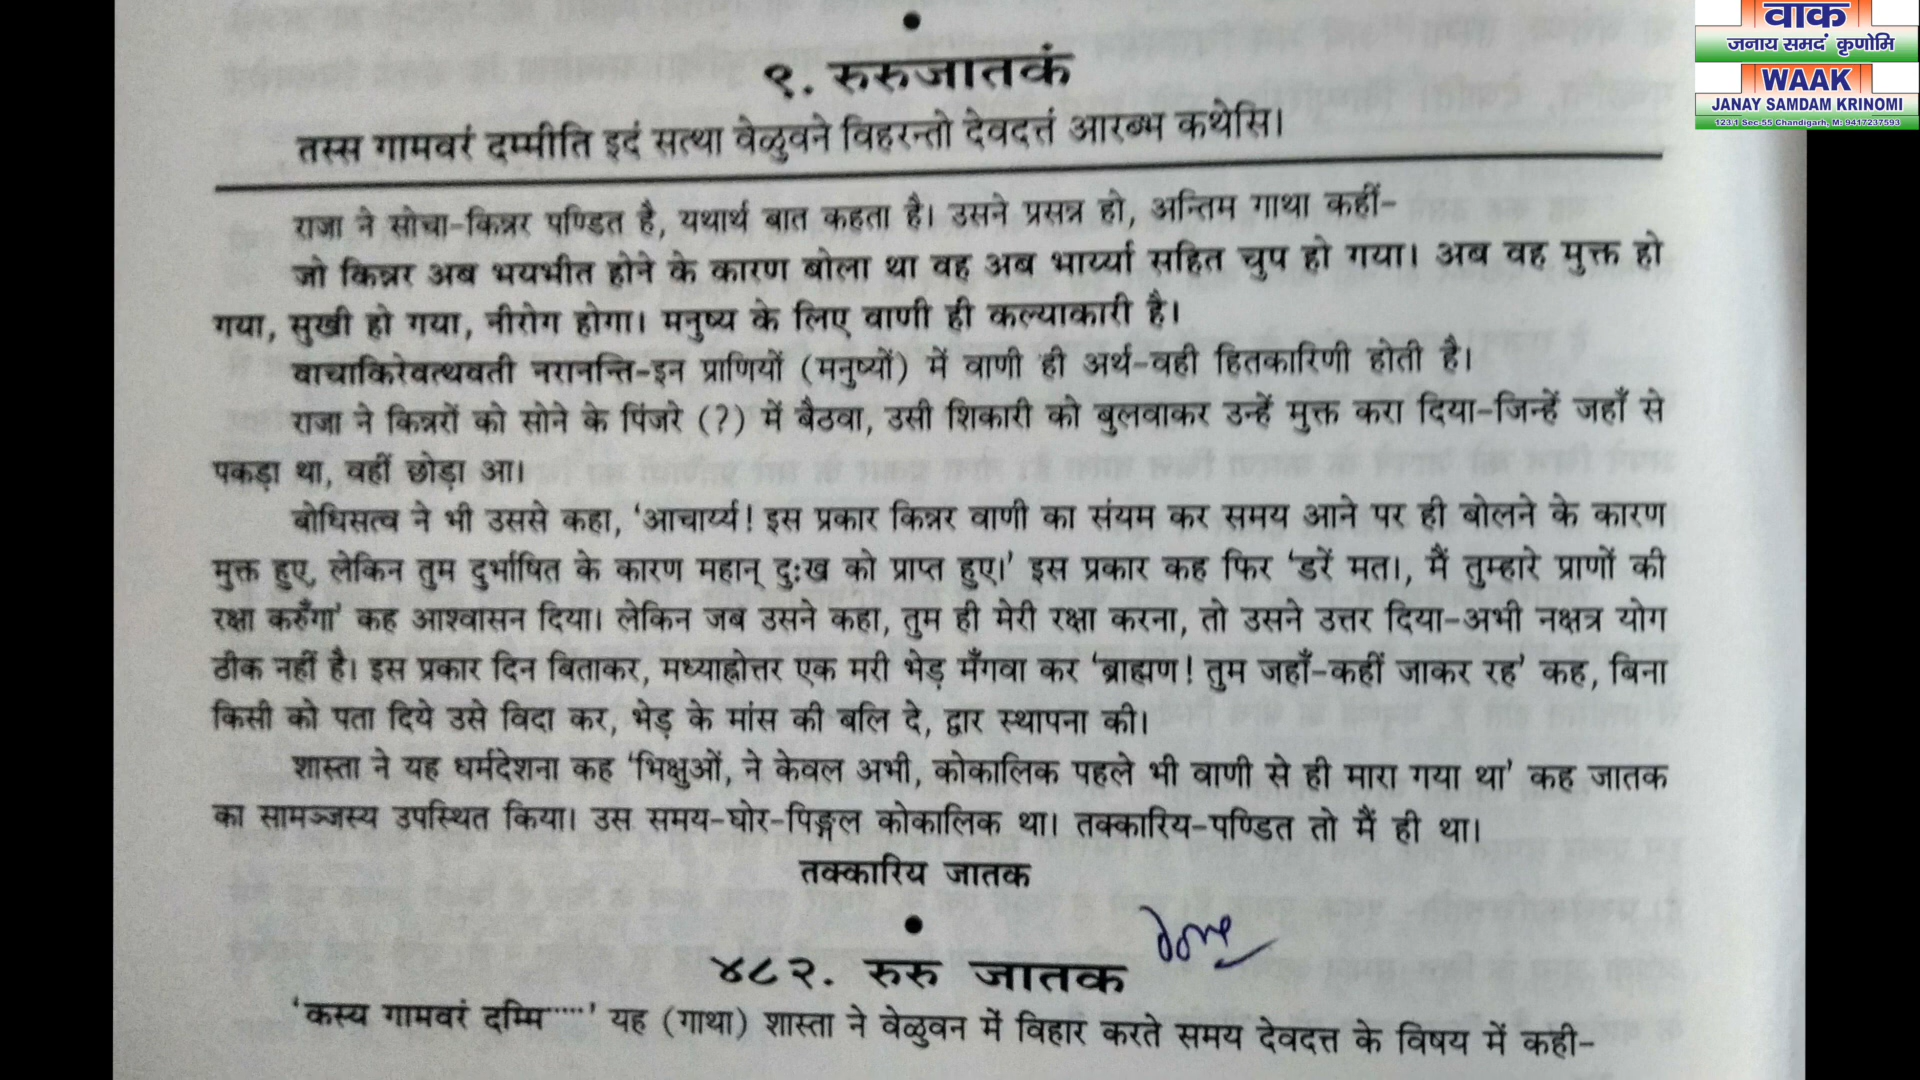 वाक
जनाय समदं कृणोमि
WAAK
JANAY SAMDAM KRINOMI
123/1 Sec-55 Chandigarh, M: 9417237593
९. रुरुजातकं
तस्स गामवरं दम्मीति इदं सत्था वेळुवने विहरन्तो देवदत्तं आरब्भ कथेसि।
राजा ने सोचा-किन्नर पण्डित है, यथार्थ बात कहता है। उसने प्रसन्न हो, अन्तिम गाथा कहीं-
जो किन्नर अब भयभीत होने के कारण बोला था वह अब भार्य्या सहित चुप हो गया। अब वह मुक्त हो
गया, सुखी हो गया, नीरोग होगा। मनुष्य के लिए वाणी ही कल्याकारी है।
वाचाकिरेवत्थवती नरानन्ति-इन प्राणियों (मनुष्यों) में वाणी ही अर्थ-वही हितकारिणी होती है।
राजा ने किन्नरों को सोने के पिंजरे (?) में बैठवा, उसी शिकारी को बुलवाकर उन्हें मुक्त करा दिया-जिन्हें जहाँ से
पकड़ा था, वहीं छोड़ा आ।
बोधिसत्व ने भी उससे कहा, 'आचार्य्य! इस प्रकार किन्नर वाणी का संयम कर समय आने पर ही बोलने के कारण
मुक्त हुए, लेकिन तुम दुर्भाषित के कारण महान् दुःख को प्राप्त हुए।' इस प्रकार कह फिर 'डरें मत।, मैं तुम्हारे प्राणों की
रक्षा करुँगा' कह आश्वासन दिया। लेकिन जब उसने कहा, तुम ही मेरी रक्षा करना, तो उसने उत्तर दिया-अभी नक्षत्र योग
ठीक नहीं है। इस प्रकार दिन बिताकर, मध्याह्नोत्तर एक मरी भेड़ मँगवा कर 'ब्राह्मण! तुम जहाँ-कहीं जाकर रह' कह, बिना
किसी को पता दिये उसे विदा कर, भेड़ के मांस की बलि दे, द्वार स्थापना की।
शास्ता ने यह धर्मदेशना कह 'भिक्षुओं, ने केवल अभी, कोकालिक पहले भी वाणी से ही मारा गया था' कह जातक
का सामञ्जस्य उपस्थित किया। उस समय-घोर-पिङ्गल कोकालिक था। तक्कारिय-पण्डित तो मैं ही था।
तक्कारिय जातक
done
४८२. रुरु जातक
'कस्य गामवरं दम्मि.....' यह (गाथा) शास्ता ने वेळुवन में विहार करते समय देवदत्त के विषय में कही-